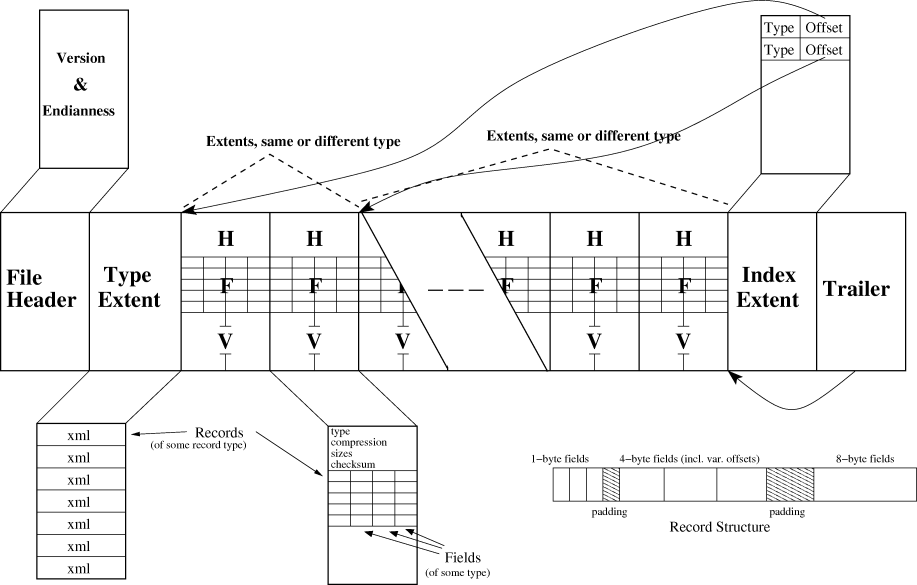 Version
&
Endianness
Type Offset
Type Offset
Extents, same or different type
Extents, same or different type
File
Header
Type
Extent
H
F
V
H
F
V
F
V
H
F
H
F
V
H
F
V
Index
Extent
Trailer
xml
xml
xml
xml
xml
xml
xml
Records
(of some record type)
type
compression
sizes
checksum
Fields
(of some type)
1−byte fields
4−byte fields (incl. var. offsets)
8−byte fields
padding
padding
Record Structure